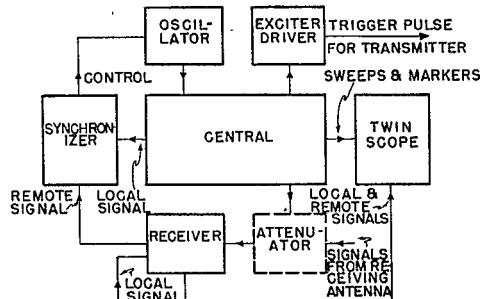 OSCIL-
LATOR
EXCITER
DRIVER
TRIGGER PULSE
FOR TRANSMITTER
CONTROL
SWEEPS & MARKERS
SYNCHRON-
IZER
CENTRAL
TWIN
SCOPE
REMOTE
SIGNAL
LOCAL
SIGNAL
LOCAL &
REMOTE
SIGNALS
RECEIVER
ATTENU-
ATOR
SIGNALS
FROM RE-
CEIVING
ANTENNA
LOCAL
SIGNAL